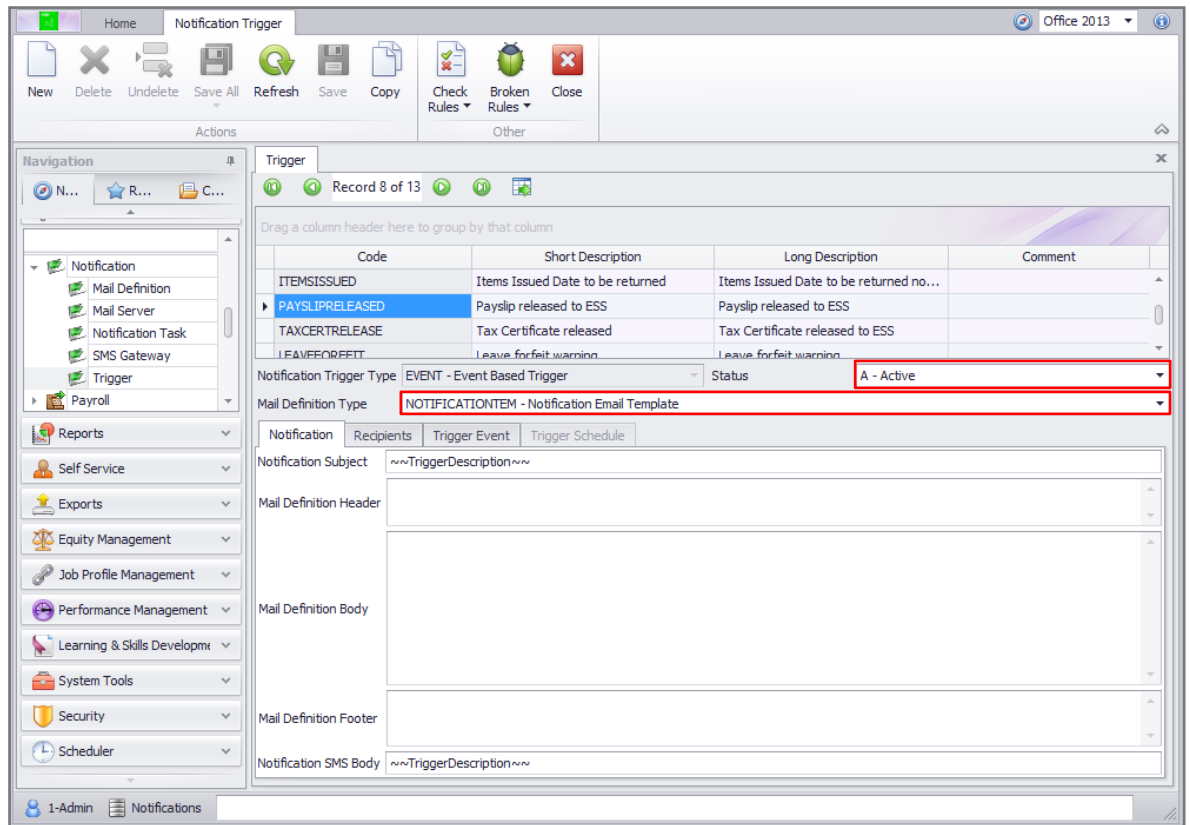 Home Notification Trigger Office 2013
New Delete Undelete Save All Refresh Save Copy Check Rules Broken Rules Close
Actions Other
Navigation
N... R... C...
Notification
Mail Definition
Mail Server
Notification Task
SMS Gateway
Trigger
Payroll
Reports
Self Service
Exports
Equity Management
Job Profile Management
Performance Management
Learning & Skills Developme
System Tools
Security
Scheduler
Trigger
Record 8 of 13
Drag a column header here to group by that column
Code Short Description Long Description Comment
ITEMSISSUED Items Issued Date to be returned Items Issued Date to be returned no...
PAYSLIPRELEASED Payslip released to ESS Payslip released to ESS
TAXCERTRELEASE Tax Certificate released Tax Certificate released to ESS
LEAVEFORFEIT Leave forfeit warning Leave forfeit warning
Notification Trigger Type EVENT - Event Based Trigger Status A - Active
Mail Definition Type NOTIFICATIONTEM - Notification Email Template
Notification Recipients Trigger Event Trigger Schedule
Notification Subject ~~TriggerDescription~~
Mail Definition Header
Mail Definition Body
Mail Definition Footer
Notification SMS Body ~~TriggerDescription~~
1-Admin Notifications